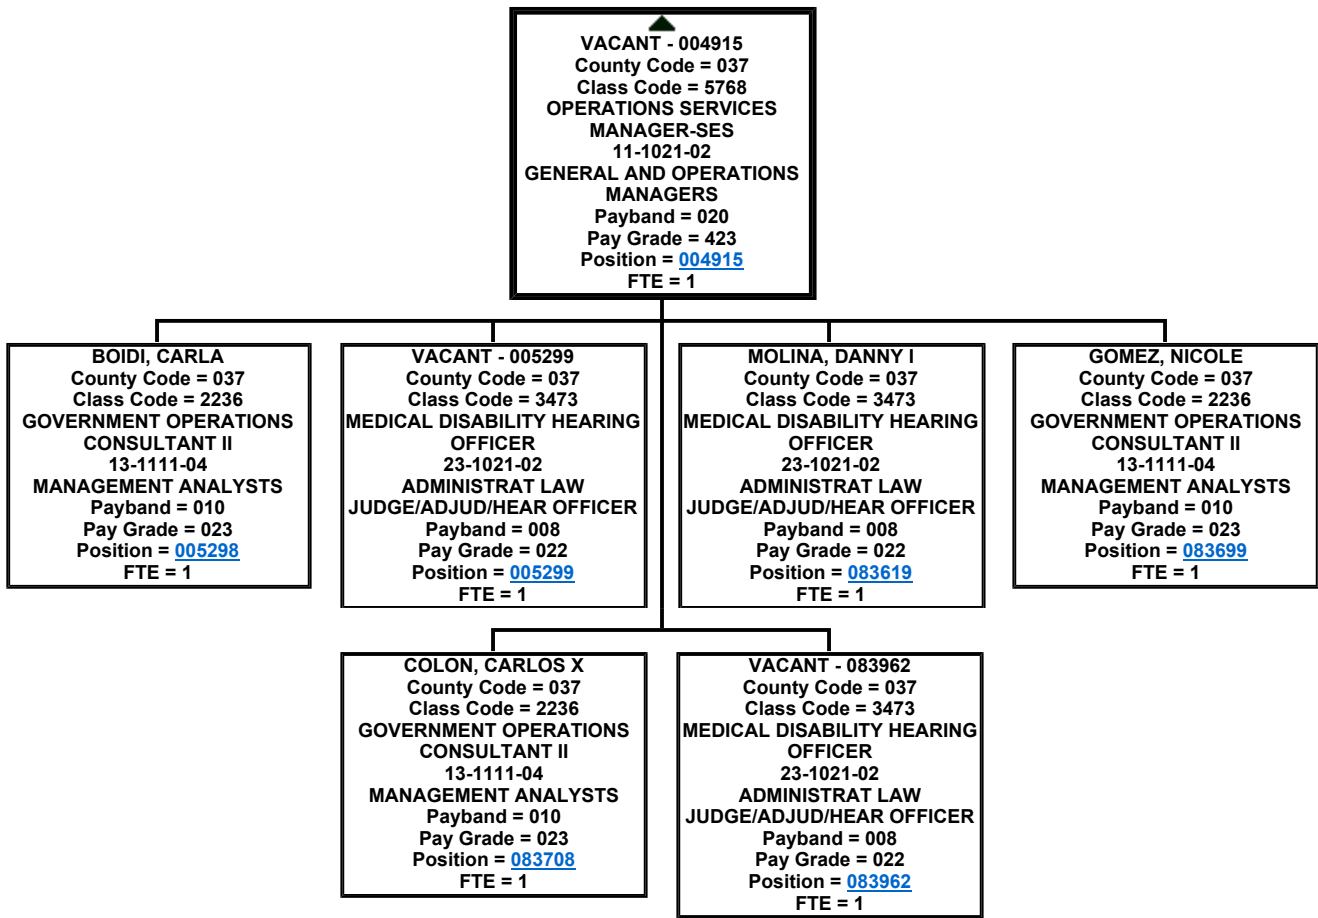 VACANT - 004915
County Code = 037
Class Code = 5768
OPERATIONS SERVICES
MANAGER-SES
11-1021-02
GENERAL AND OPERATIONS
MANAGERS
Payband = 020
Pay Grade = 423
Position = 004915
FTE = 1
BOIDI, CARLA
County Code = 037
Class Code = 2236
GOVERNMENT OPERATIONS
CONSULTANT II
13-1111-04
MANAGEMENT ANALYSTS
Payband = 010
Pay Grade = 023
Position = 005298
FTE = 1
VACANT - 005299
County Code = 037
Class Code = 3473
MEDICAL DISABILITY HEARING
OFFICER
23-1021-02
ADMINISTRAT LAW
JUDGE/ADJUD/HEAR OFFICER
Payband = 008
Pay Grade = 022
Position = 005299
FTE = 1
MOLINA, DANNY I
County Code = 037
Class Code = 3473
MEDICAL DISABILITY HEARING
OFFICER
23-1021-02
ADMINISTRAT LAW
JUDGE/ADJUD/HEAR OFFICER
Payband = 008
Pay Grade = 022
Position = 083619
FTE = 1
GOMEZ, NICOLE
County Code = 037
Class Code = 2236
GOVERNMENT OPERATIONS
CONSULTANT II
13-1111-04
MANAGEMENT ANALYSTS
Payband = 010
Pay Grade = 023
Position = 083699
FTE = 1
COLON, CARLOS X
County Code = 037
Class Code = 2236
GOVERNMENT OPERATIONS
CONSULTANT II
13-1111-04
MANAGEMENT ANALYSTS
Payband = 010
Pay Grade = 023
Position = 083708
FTE = 1
VACANT - 083962
County Code = 037
Class Code = 3473
MEDICAL DISABILITY HEARING
OFFICER
23-1021-02
ADMINISTRAT LAW
JUDGE/ADJUD/HEAR OFFICER
Payband = 008
Pay Grade = 022
Position = 083962
FTE = 1